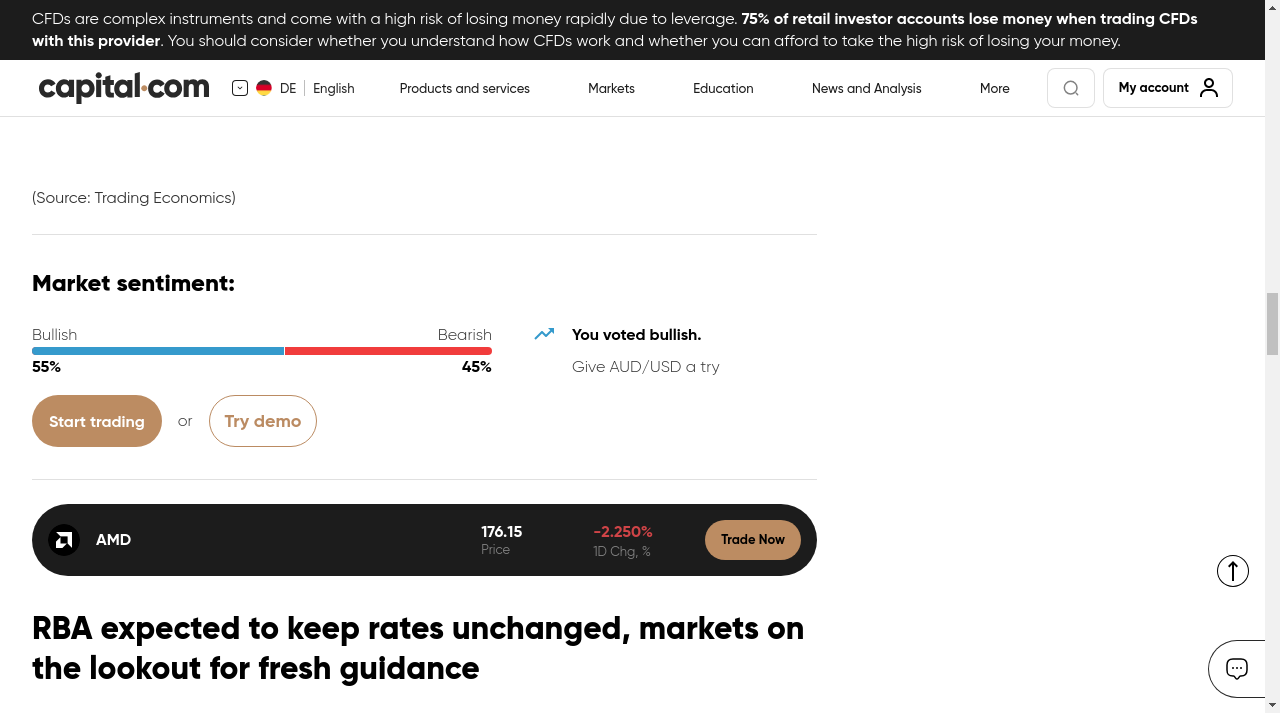 CFDs are complex instruments and come with a high risk of losing money rapidly due to leverage. 75% of retail investor accounts lose money when trading CFDs
with this provider. You should consider whether you understand how CFDs work and whether you can afford to take the high risk of losing your money.
capital.com
DE
English
Products and services
Markets
Education
News and Analysis
More
My account
(Source: Trading Economics)
Market sentiment:
Bullish
Bearish
You voted bullish.
55%
45%
Give AUD/USD a try
Start trading
or
Try demo
AMD
176.15
Price
-2.250%
1D Chg, %
Trade Now
RBA expected to keep rates unchanged, markets on
the lookout for fresh guidance